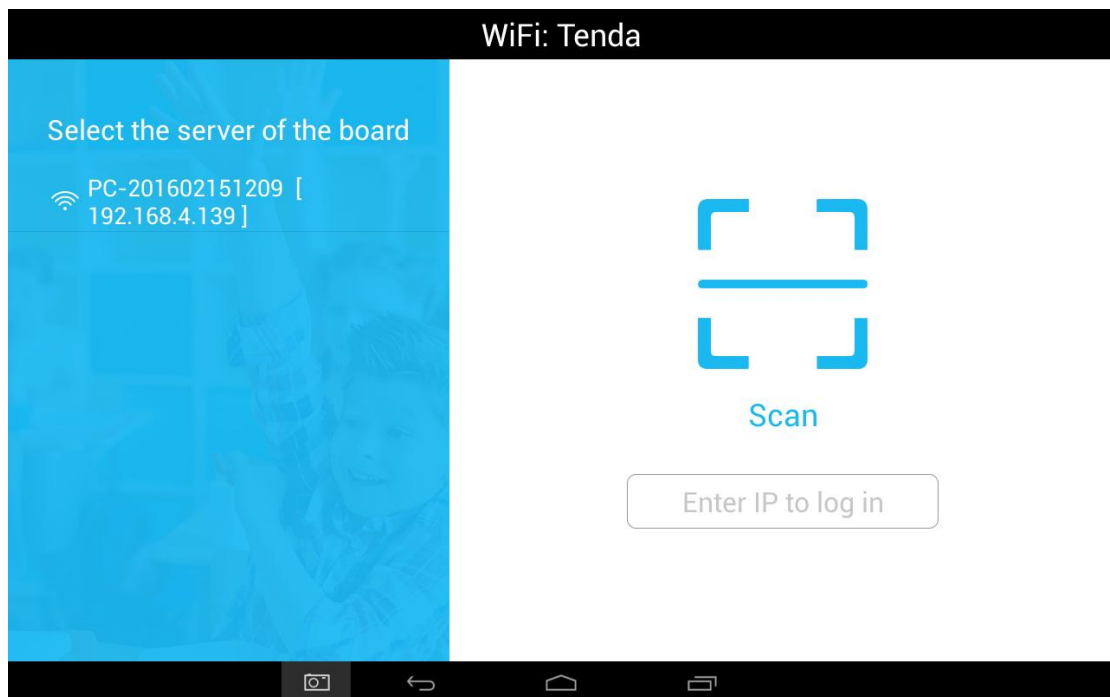 WiFi: Tenda
Select the server of the board
PC-201602151209 [
192.168.4.139 ]
Scan
Enter IP to log in